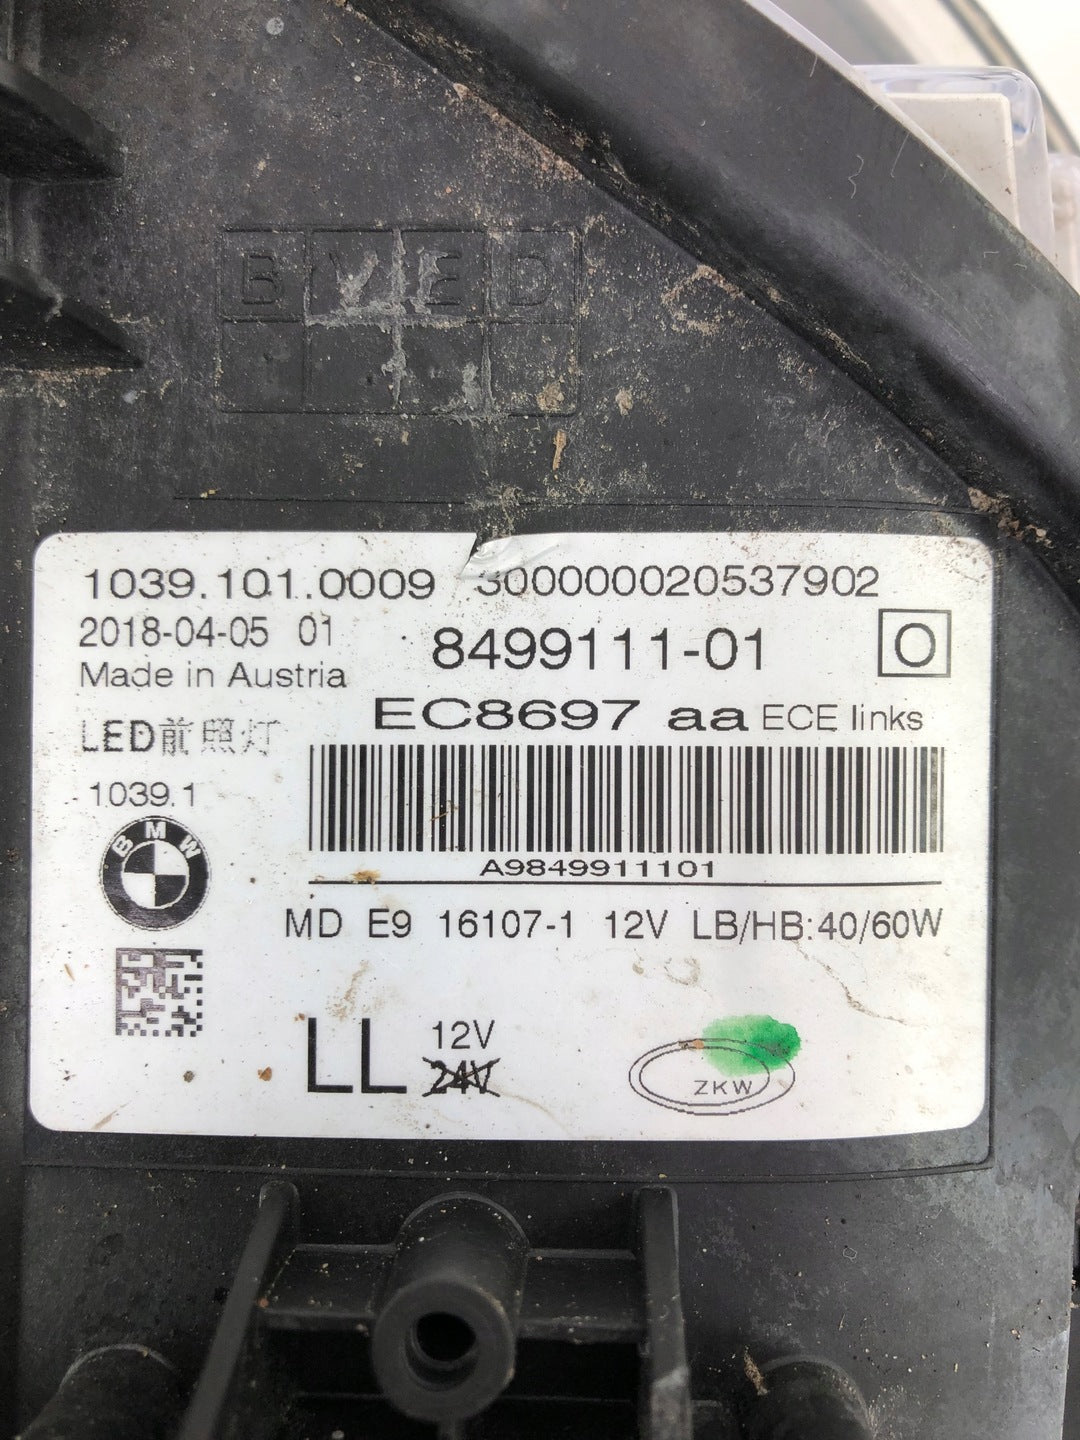 B V E D
1039.101.0009 300000020537902
2018-04-05 01 8499111-01 O
Made in Austria
EC8697 aa ECE links
LED前照灯
1039.1
BMW
A9849911101
MD E9 16107-1 12V LB/HB:40/60W
LL 12V
24V
ZKW